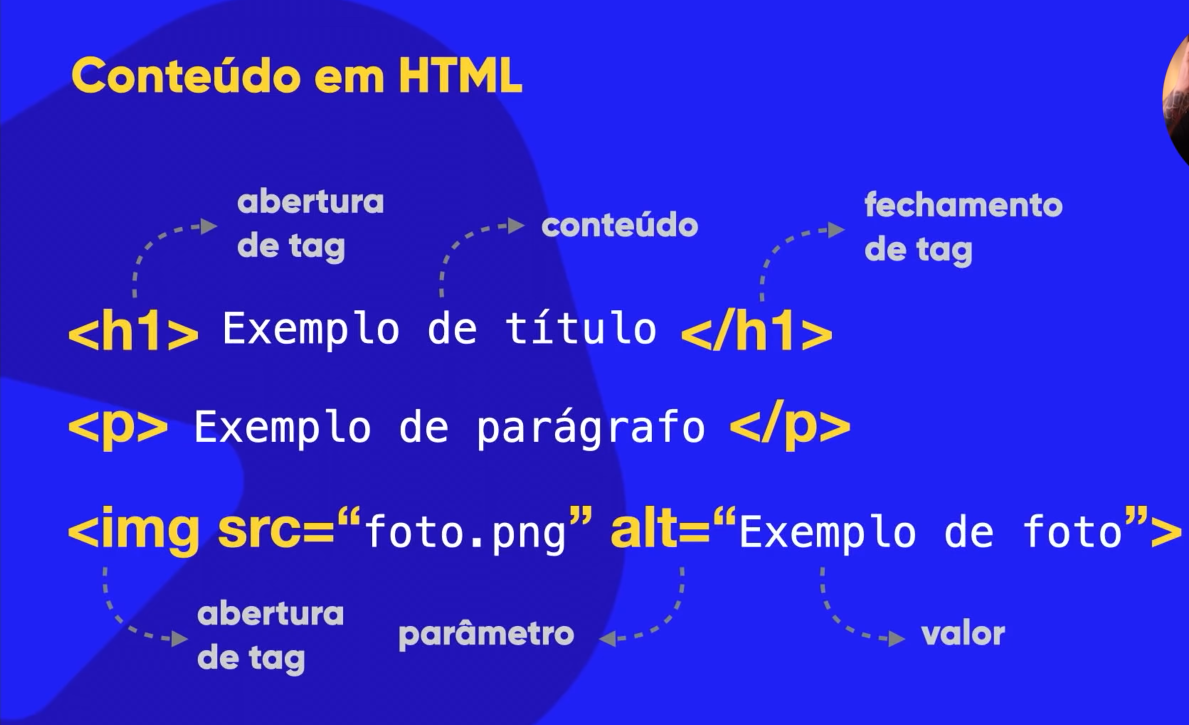 Conteúdo em HTML
abertura
de tag
conteúdo
fechamento
de tag
<h1> Exemplo de título </h1>
<p> Exemplo de parágrafo </p>
<img src=“foto.png” alt=“Exemplo de foto”>
abertura
de tag
parâmetro
valor